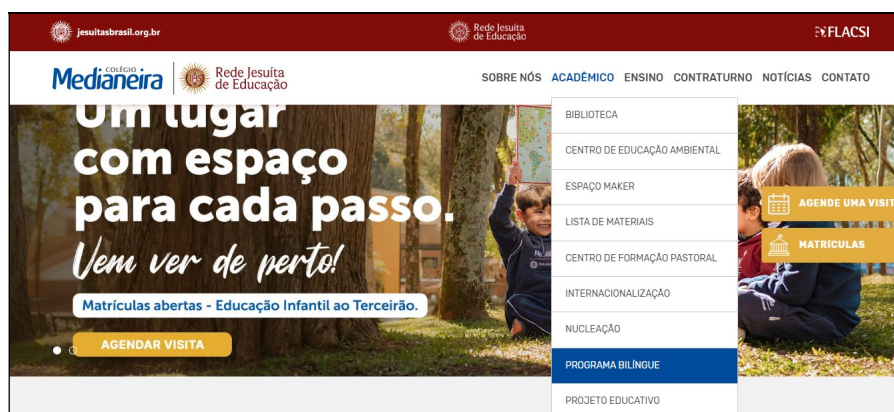 jesuitasbrasil.org.br
Rede Jesuíta
de Educação
FLACSI
COLÉGIO
Medianeira
IHS
Rede Jesuíta
de Educação
SOBRE NÓS ACADÊMICO ENSINO CONTRATURNO NOTÍCIAS CONTATO
Um lugar
com espaço
para cada passo.
Vem ver de perto!
Matrículas abertas - Educação Infantil ao Terceirão.
AGENDAR VISITA
BIBLIOTECA
CENTRO DE EDUCAÇÃO AMBIENTAL
ESPAÇO MAKER
LISTA DE MATERIAIS
CENTRO DE FORMAÇÃO PASTORAL
INTERNACIONALIZAÇÃO
NUCLEAÇÃO
PROGRAMA BILÍNGUE
PROJETO EDUCATIVO
AGENDE UMA VISIT
MATRÍCULAS